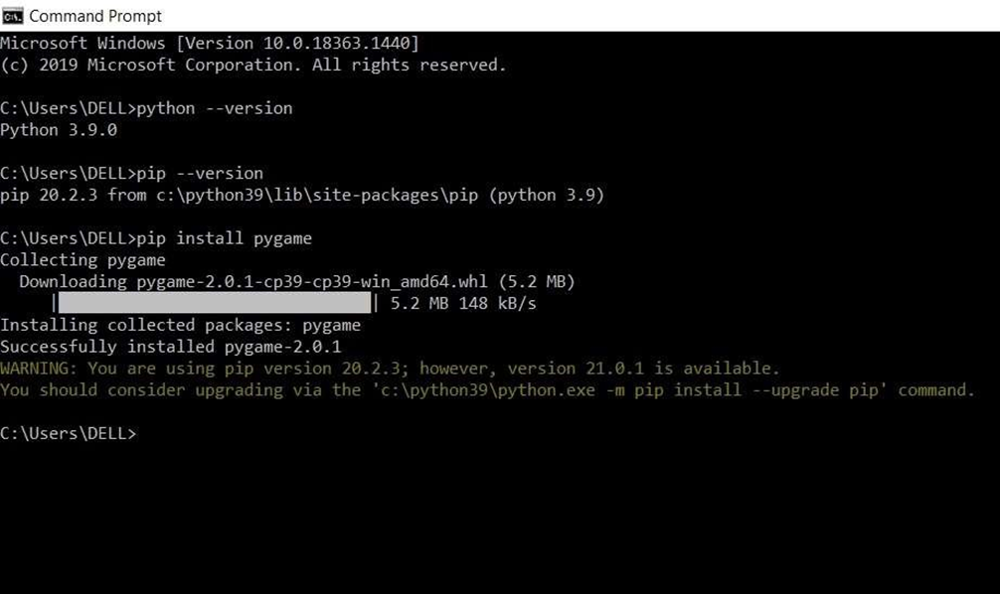 Command Prompt
Microsoft Windows [Version 10.0.18363.1440]
(c) 2019 Microsoft Corporation. All rights reserved.
C:\Users\DELL>python --version
Python 3.9.0
C:\Users\DELL>pip --version
pip 20.2.3 from c:\python39\lib\site-packages\pip (python 3.9)
C:\Users\DELL>pip install pygame
Collecting pygame
Downloading pygame-2.0.1-cp39-cp39-win_amd64.whl (5.2 MB)
| | 5.2 MB 148 kB/s
Installing collected packages: pygame
Successfully installed pygame-2.0.1
WARNING: You are using pip version 20.2.3; however, version 21.0.1 is available.
You should consider upgrading via the 'c:\python39\python.exe -m pip install --upgrade pip' command.
C:\Users\DELL>